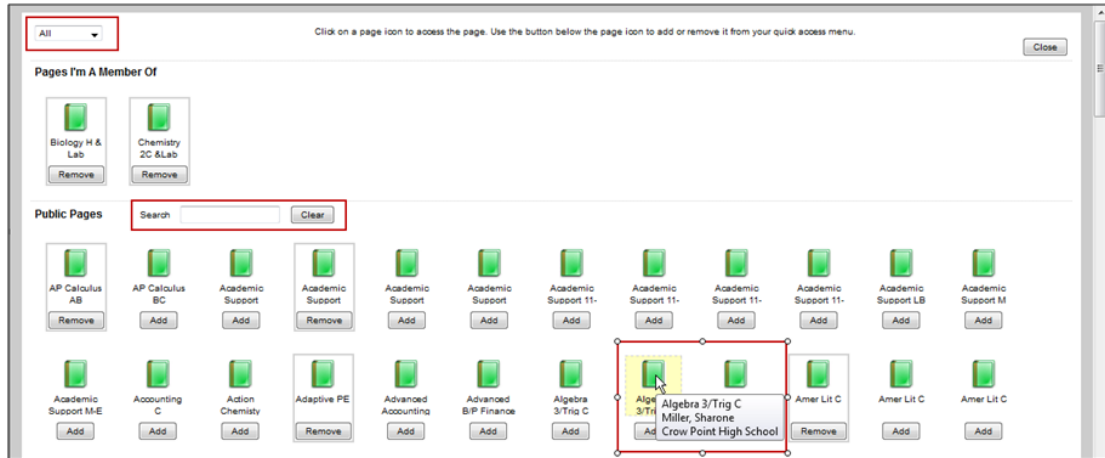 All
Click on a page icon to access the page. Use the button below the page icon to add or remove it from your quick access menu.
Close
Pages I'm A Member Of
Biology H &
Lab
Remove
Chemistry
2C &Lab
Remove
Public Pages
Search
Clear
AP Calculus
AB
Remove
AP Calculus
BC
Add
Academic
Support
Add
Academic
Support
Remove
Academic
Support
Add
Academic
Support
Add
Academic
Support 11-
Add
Academic
Support 11-
Add
Academic
Support 11-
Add
Academic
Support 11-
Add
Academic
Support LB
Add
Academic
Support M
Add
Academic
Support M-E
Add
Accounting
C
Add
Action
Chemisty
Add
Adaptive PE
Remove
Advanced
Accounting
Add
Advanced
B/P Finance
Add
Algebra
3/Trig C
Add
Algebra 3/Trig C
Miller, Sharone
Crow Point High School
Amer Lit C
Remove
Amer Lit C
Add
Amer Lit C
Add